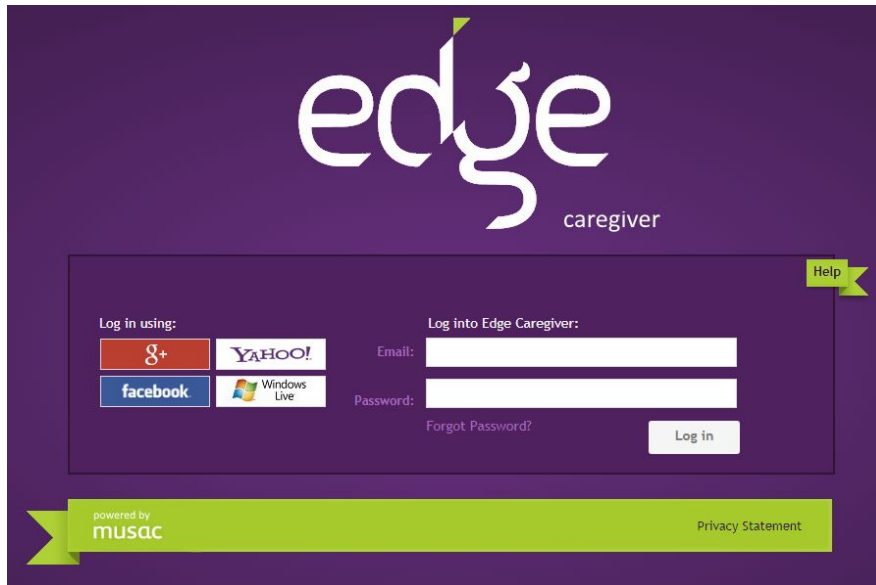 edge
caregiver
Help
Log in using:
g+
YAHOO!
facebook
Windows
Live
Log into Edge Caregiver:
Email:
Password:
Forgot Password?
Log in
powered by
musac
Privacy Statement